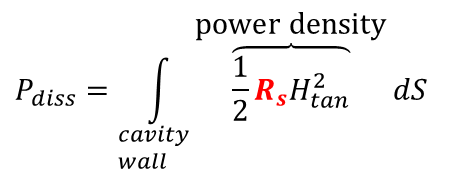 power density
P_diss = ∫ 1/2 R_s H_tan^2 dS
cavity
wall